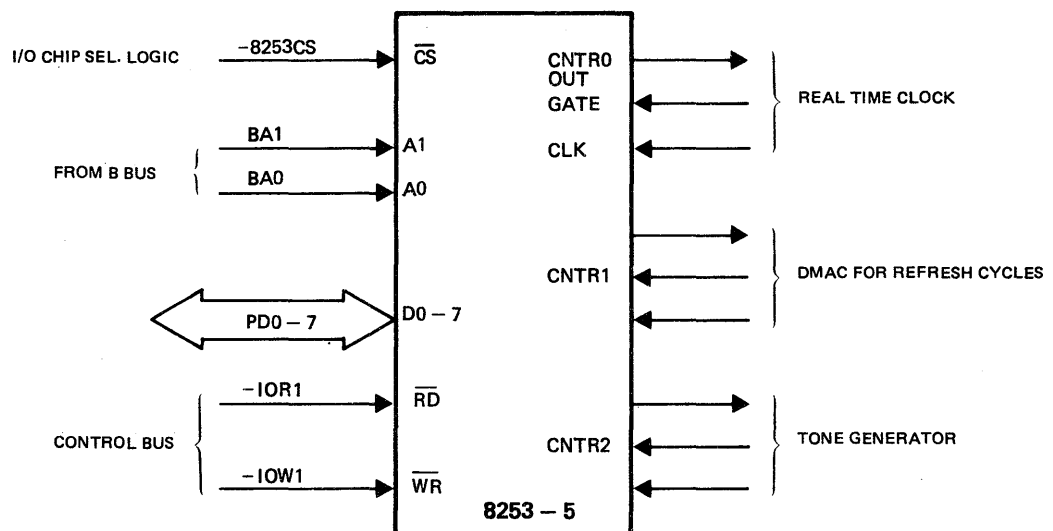 I/O CHIP SEL. LOGIC
−8253CS
CS
FROM B BUS
BA1
A1
BA0
A0
PD0 − 7
D0 − 7
CONTROL BUS
−IOR1
RD
−IOW1
WR
CNTR0
OUT
GATE
CLK
REAL TIME CLOCK
CNTR1
DMAC FOR REFRESH CYCLES
CNTR2
TONE GENERATOR
8253 − 5